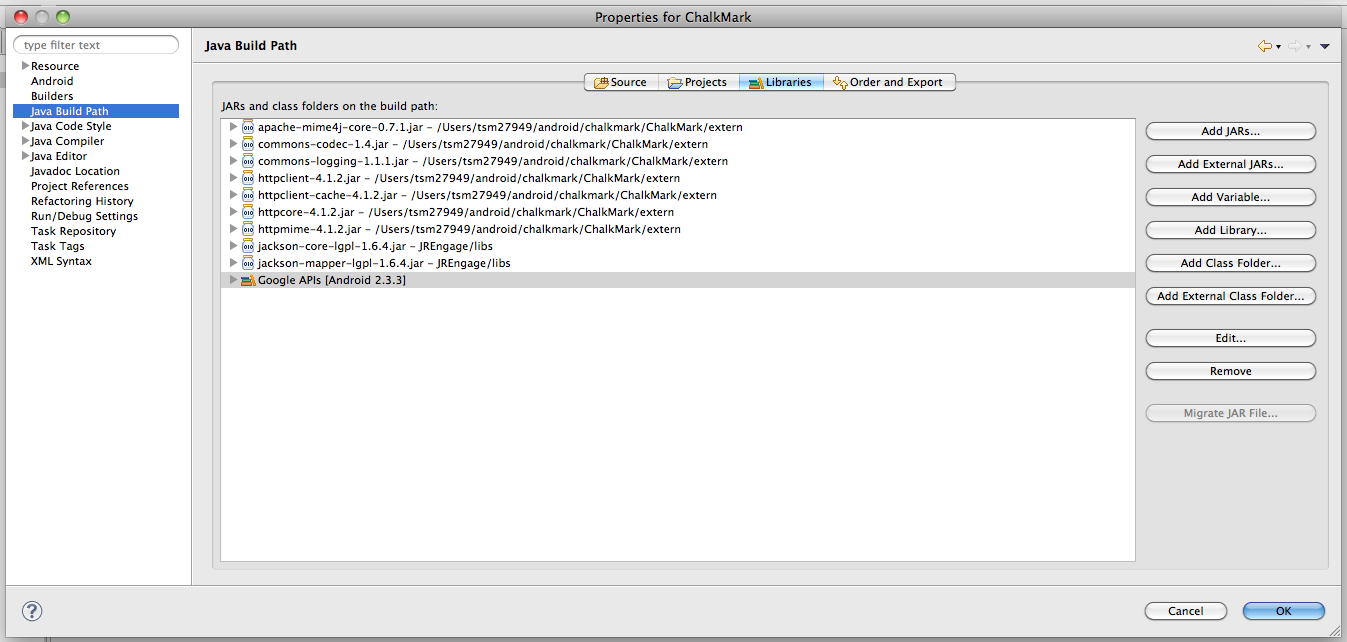 Properties for ChalkMark
type filter text
Resource
Android
Builders
Java Build Path
Java Code Style
Java Compiler
Java Editor
Javadoc Location
Project References
Refactoring History
Run/Debug Settings
Task Repository
Task Tags
XML Syntax
Java Build Path
Source Projects Libraries Order and Export
JARs and class folders on the build path:
apache-mime4j-core-0.7.1.jar – /Users/tsm27949/android/chalkmark/ChalkMark/extern
commons-codec-1.4.jar – /Users/tsm27949/android/chalkmark/ChalkMark/extern
commons-logging-1.1.1.jar – /Users/tsm27949/android/chalkmark/ChalkMark/extern
httpclient-4.1.2.jar – /Users/tsm27949/android/chalkmark/ChalkMark/extern
httpclient-cache-4.1.2.jar – /Users/tsm27949/android/chalkmark/ChalkMark/extern
httpcore-4.1.2.jar – /Users/tsm27949/android/chalkmark/ChalkMark/extern
httpmime-4.1.2.jar – /Users/tsm27949/android/chalkmark/ChalkMark/extern
jackson-core-lgpl-1.6.4.jar – JREngage/libs
jackson-mapper-lgpl-1.6.4.jar – JREngage/libs
Google APIs [Android 2.3.3]
Add JARs...
Add External JARs...
Add Variable...
Add Library...
Add Class Folder...
Add External Class Folder...
Edit...
Remove
Migrate JAR File...
?
Cancel
OK